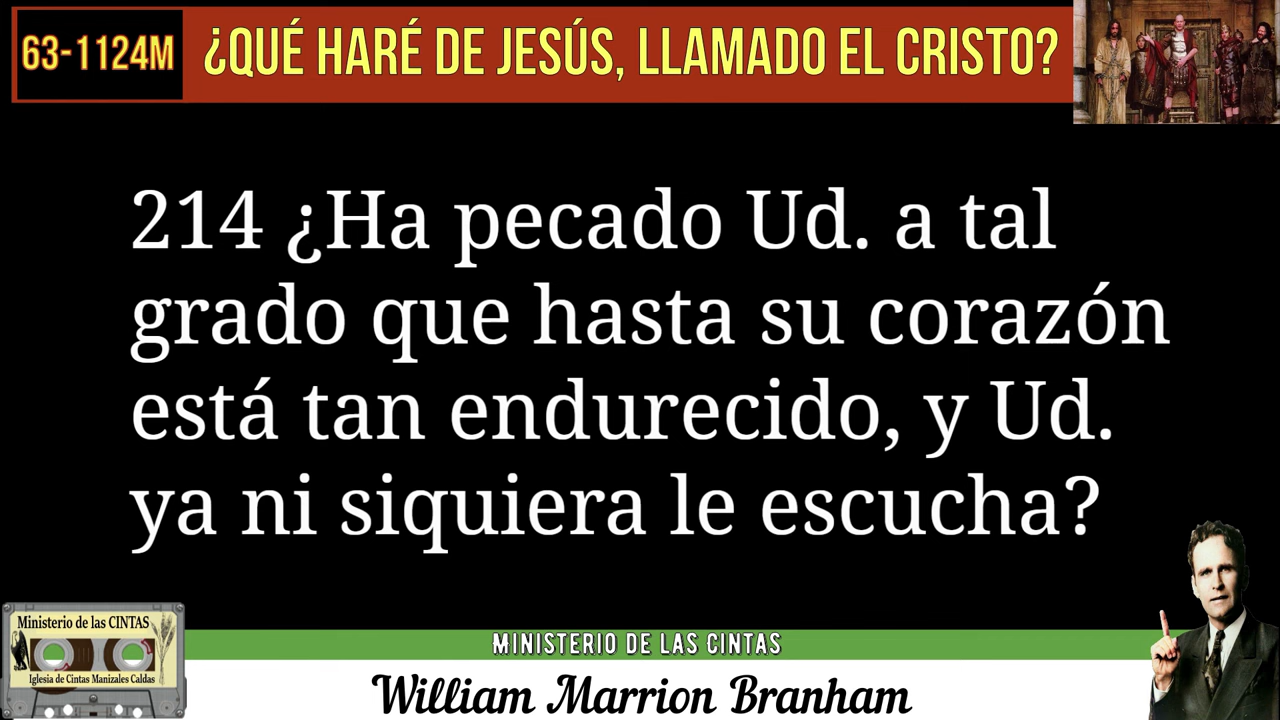 63-1124M ¿QUÉ HARÉ DE JESÚS, LLAMADO EL CRISTO?
214 ¿Ha pecado Ud. a tal
grado que hasta su corazón
está tan endurecido, y Ud.
ya ni siquiera le escucha?
Ministerio de las CINTAS
Iglesia de Cintas Manizales Caldas
MINISTERIO DE LAS CINTAS
William Marrion Branham